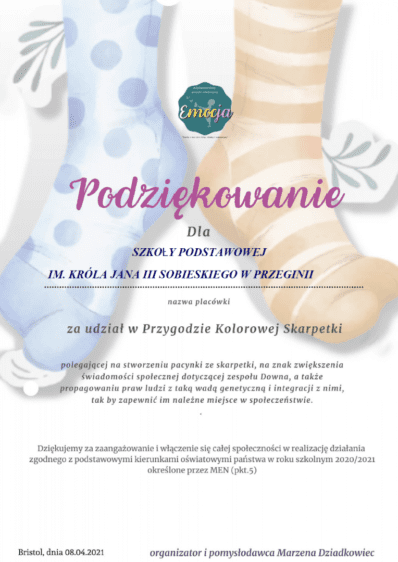 Emocja
Podziękowanie
Dla
SZKOŁY PODSTAWOWEJ
IM. KRÓLA JANA III SOBIESKIEGO W PRZEGINII
nazwa placówki
za udział w Przygodzie Kolorowej Skarpetki
polegającej na stworzeniu pacynki ze skarpetki, na znak zwiększenia
świadomości społecznej dotyczącej zespołu Downa, a także
propagowaniu praw ludzi z taką wadą genetyczną i integracji z nimi,
tak by zapewnić im należne miejsce w społeczeństwie.
Dziękujemy za zaangażowanie i włączenie się całej społeczności w realizację działania
zgodnego z podstawowymi kierunkami oświatowymi państwa w roku szkolnym 2020/2021
określone przez MEN (pkt.5)
Bristol, dnia 08.04.2021
organizator i pomysłodawca Marzena Dziadkowiec